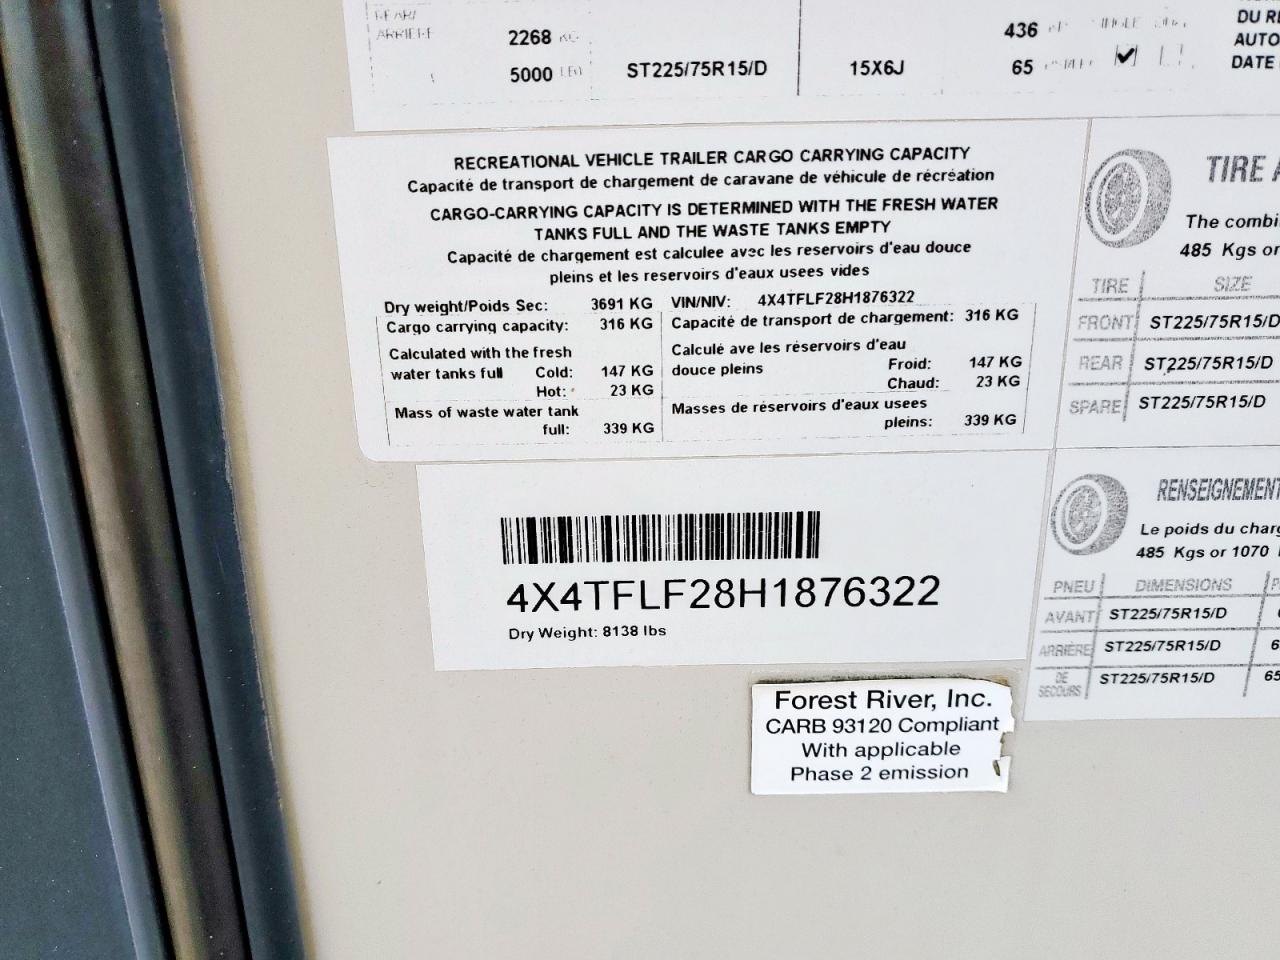 REAR/
ARRIERE
2268 KG
5000 LBS
ST225/75R15/D
15X6J
436
65
DU R
AUTO
DATE
RECREATIONAL VEHICLE TRAILER CARGO CARRYING CAPACITY
Capacité de transport de chargement de caravane de véhicule de récréation
CARGO-CARRYING CAPACITY IS DETERMINED WITH THE FRESH WATER
TANKS FULL AND THE WASTE TANKS EMPTY
Capacité de chargement est calculee avec les reservoirs d'eau douce
pleins et les reservoirs d'eaux usees vides
Dry weight/Poids Sec: 3691 KG
Cargo carrying capacity: 316 KG
Calculated with the fresh
water tanks full Cold: 147 KG
Hot: 23 KG
Mass of waste water tank
full: 339 KG
VIN/NIV: 4X4TFLF28H1876322
Capacité de transport de chargement: 316 KG
Calculé ave les réservoirs d'eau
douce pleins Froid: 147 KG
Chaud: 23 KG
Masses de réservoirs d'eaux usees
pleins: 339 KG
TIRE A
The combi
485 Kgs or
TIRE SIZE
FRONT ST225/75R15/D
REAR ST225/75R15/D
SPARE ST225/75R15/D
4X4TFLF28H1876322
Dry Weight: 8138 lbs
RENSEIGNEMENT
Le poids du charg
485 Kgs or 1070
PNEU DIMENSIONS P
AVANT ST225/75R15/D
ARRIÈRE ST225/75R15/D 6
DE
SECOURS ST225/75R15/D 65
Forest River, Inc.
CARB 93120 Compliant
With applicable
Phase 2 emission